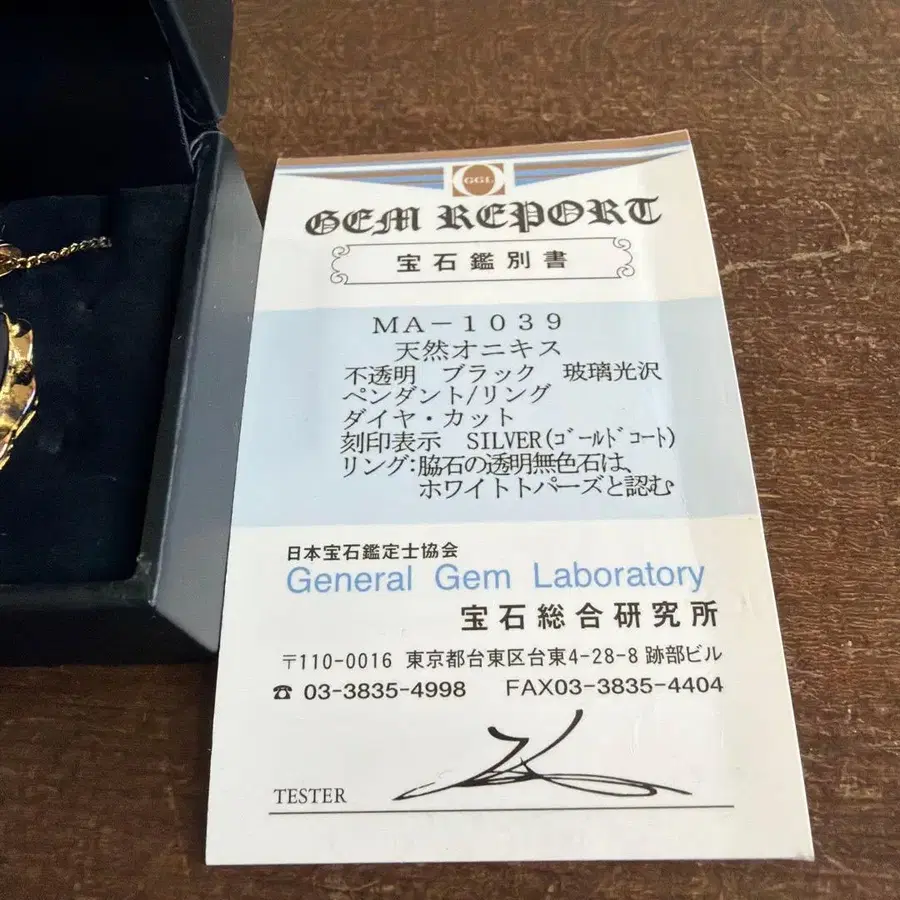 GGL
GEM REPORT
宝石鑑別書
MA-1039
天然オニキス
不透明 ブラック 玻璃光沢
ペンダント/リング
ダイヤ・カット
刻印表示 SILVER(ｺﾞｰﾙﾄﾞｺｰﾄ)
リング:脇石の透明無色石は、
ホワイトトパーズと認む
日本宝石鑑定士協会
General Gem Laboratory
宝石総合研究所
〒110-0016 東京都台東区台東4-28-8 跡部ビル
☎ 03-3835-4998 FAX03-3835-4404
TESTER